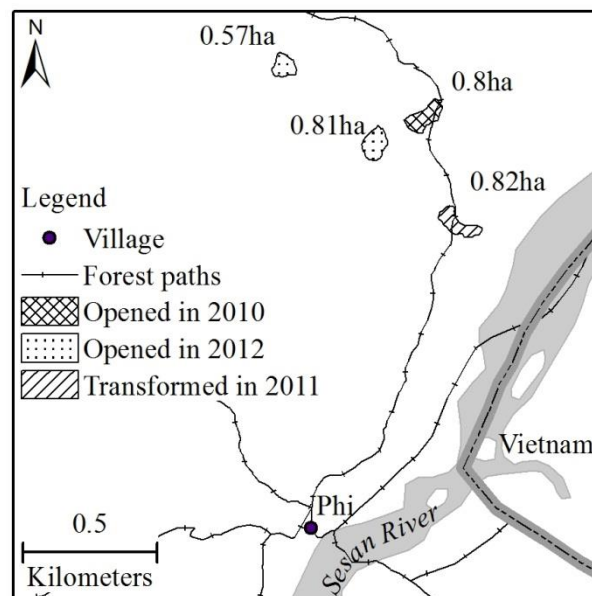 N
0.57ha
0.8ha
0.81ha
0.82ha
Legend
Village
Forest paths
Opened in 2010
Opened in 2012
Transformed in 2011
Vietnam
Phi
Sesan River
0.5
Kilometers